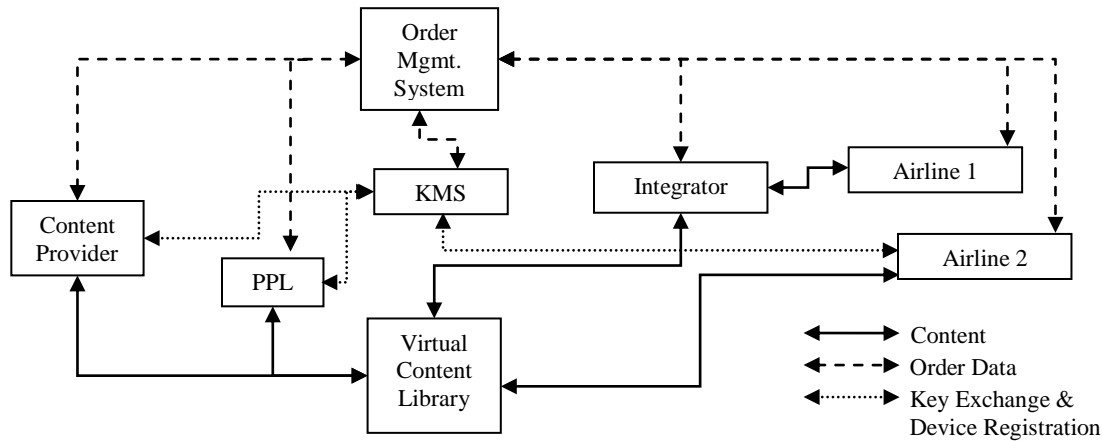 Order
Mgmt.
System
KMS
Integrator
Airline 1
Content
Provider
PPL
Airline 2
Virtual
Content
Library
Content
Order Data
Key Exchange &
Device Registration